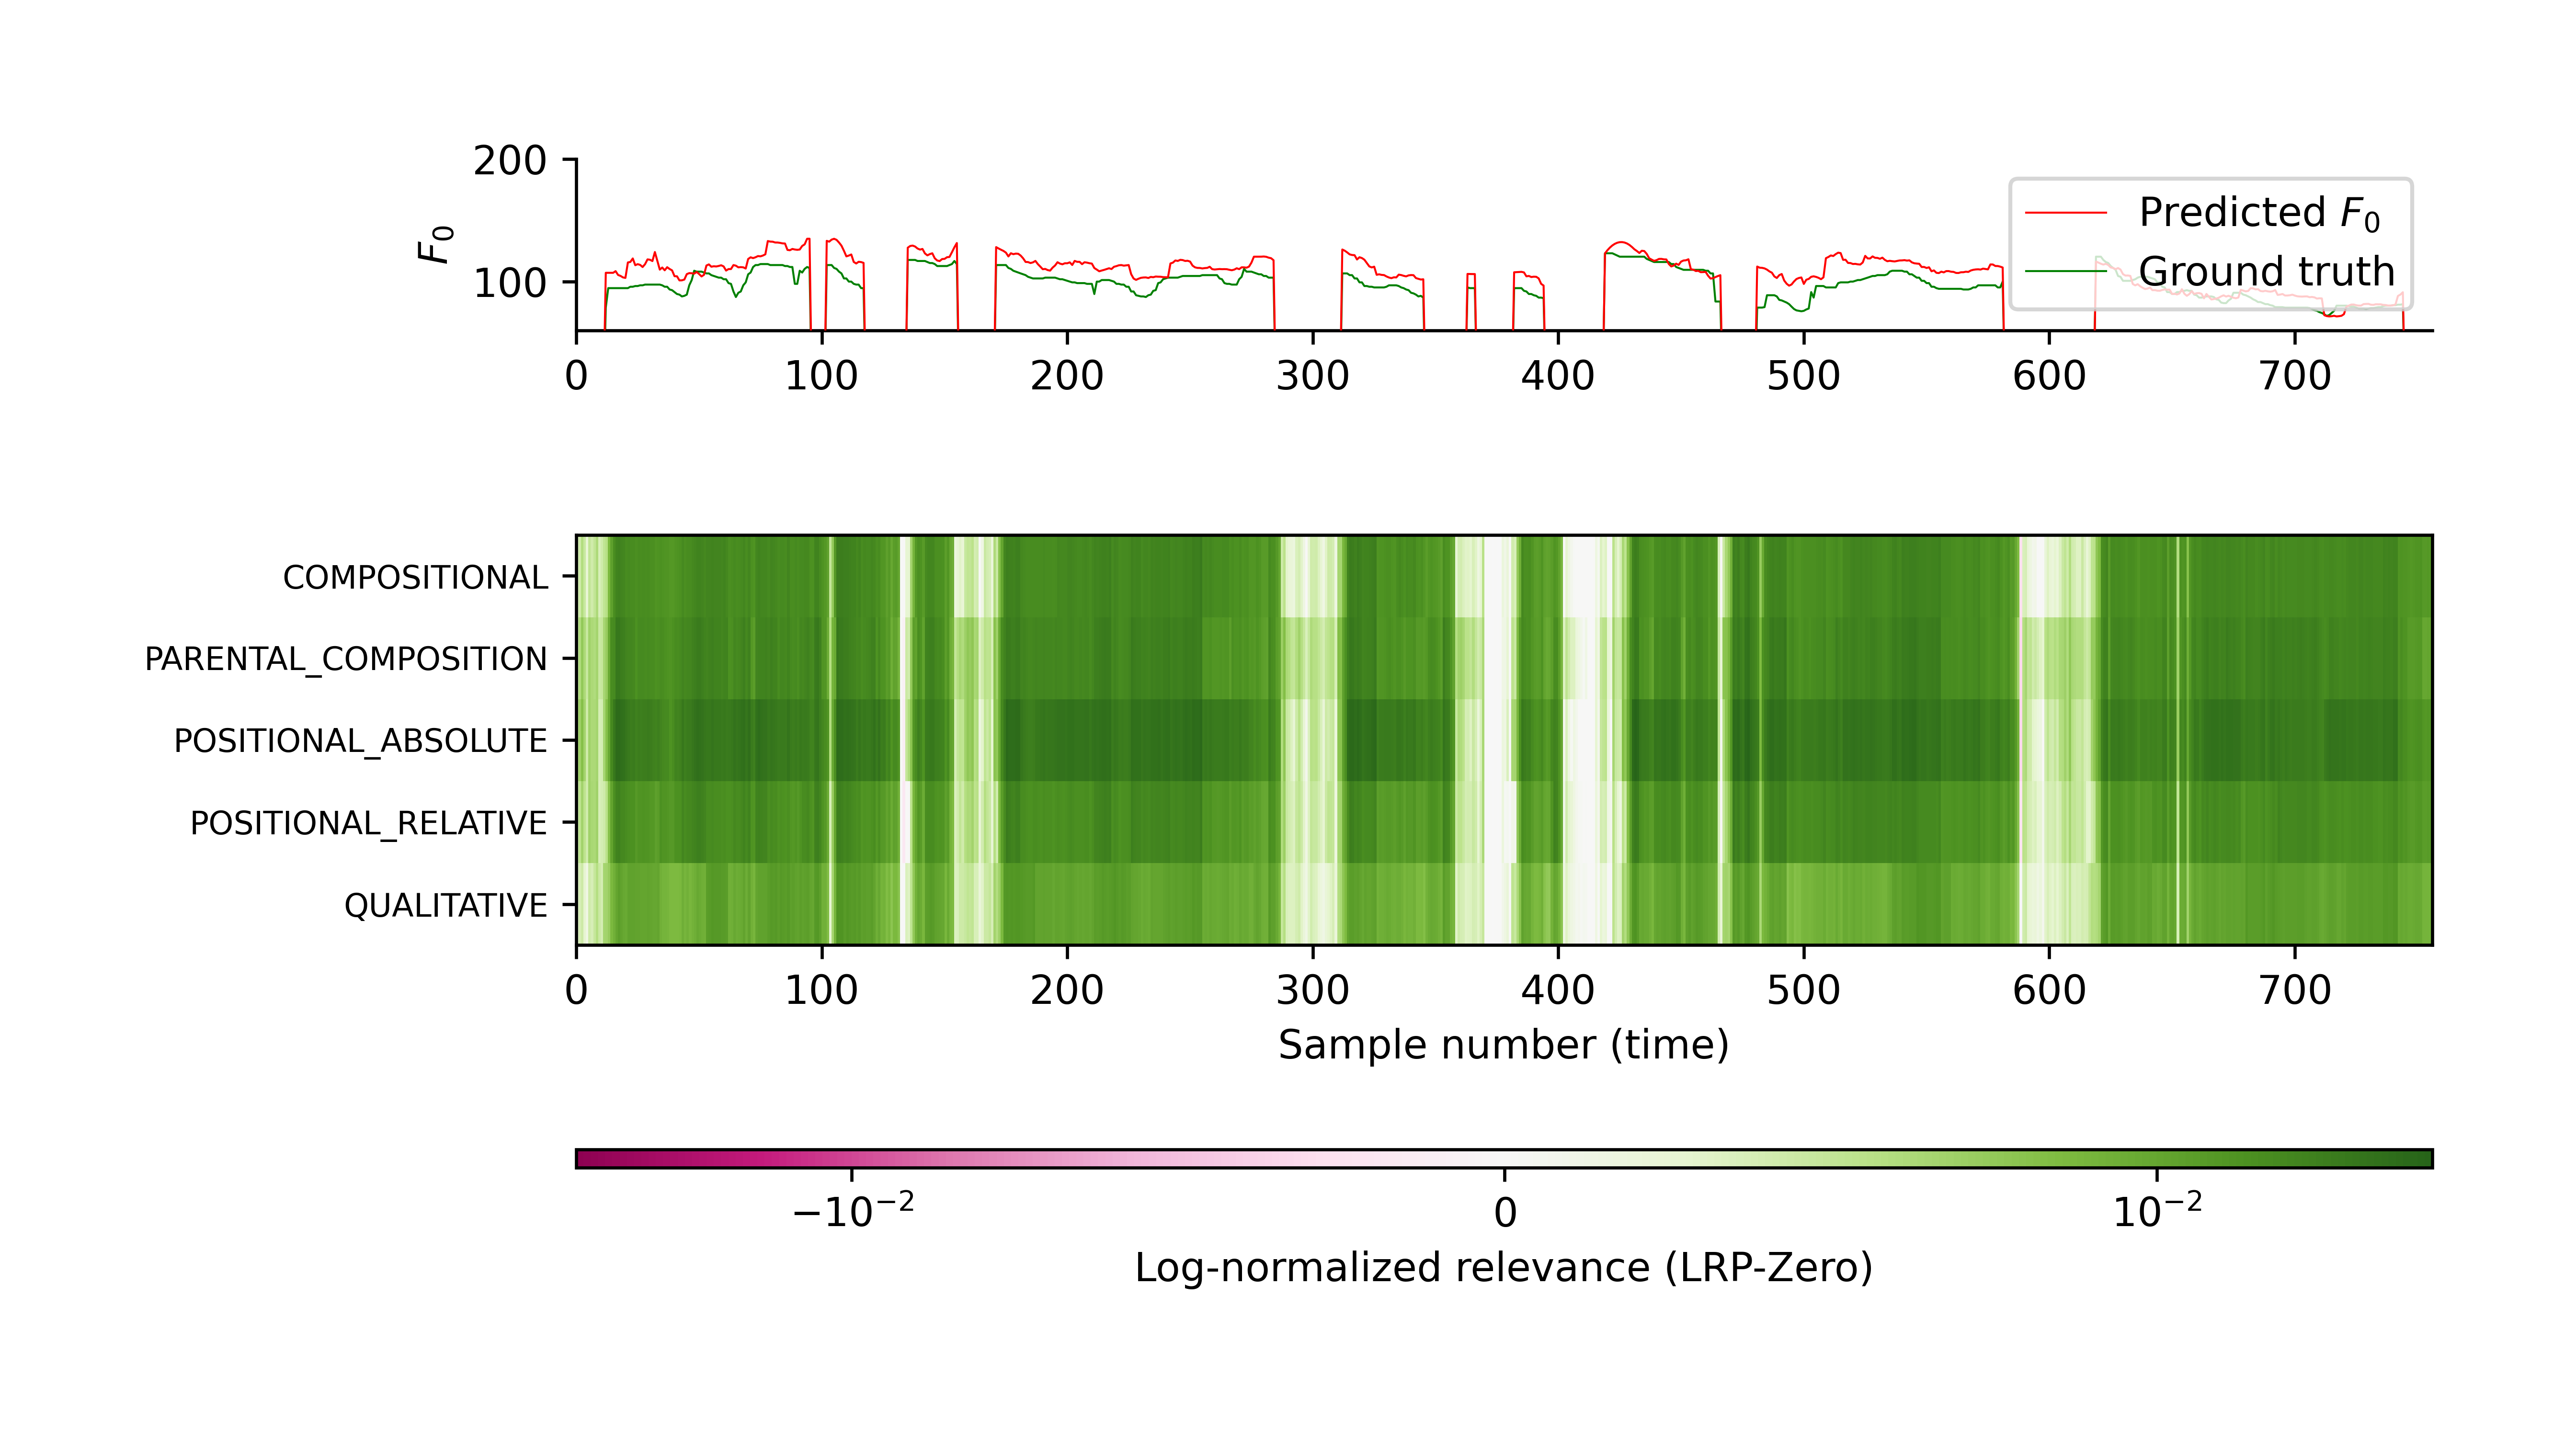 200
100
F₀
Predicted F₀
Ground truth
0 100 200 300 400 500 600 700
COMPOSITIONAL
PARENTAL_COMPOSITION
POSITIONAL_ABSOLUTE
POSITIONAL_RELATIVE
QUALITATIVE
0 100 200 300 400 500 600 700
Sample number (time)
−10⁻² 0 10⁻²
Log-normalized relevance (LRP-Zero)